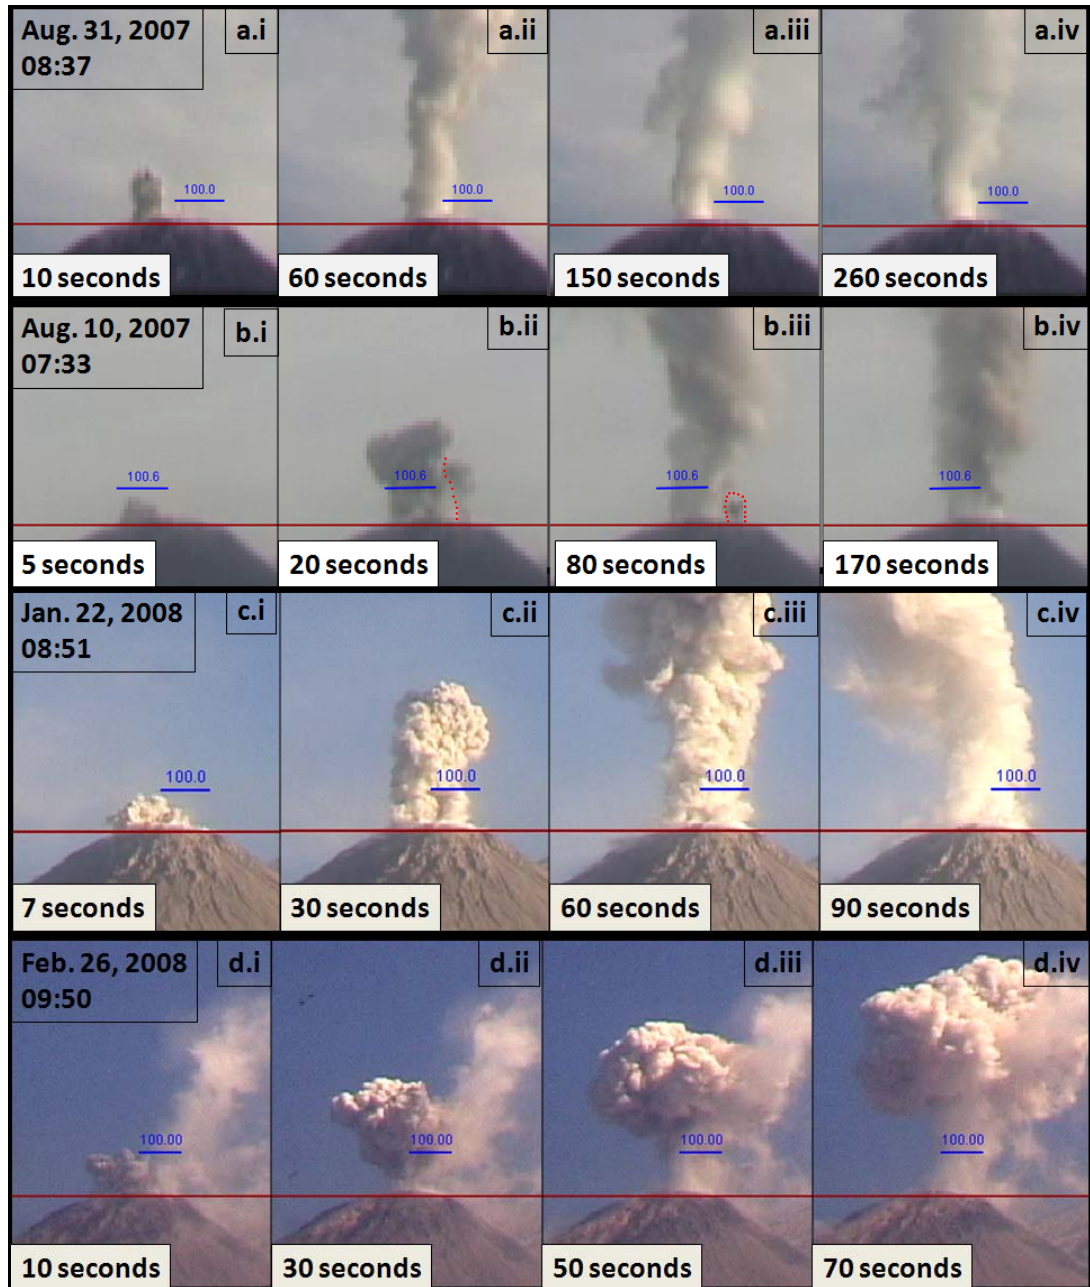 Aug. 31, 2007
08:37
a.i
a.ii
a.iii
a.iv
100.0
100.0
100.0
100.0
10 seconds
60 seconds
150 seconds
260 seconds
Aug. 10, 2007
07:33
b.i
b.ii
b.iii
b.iv
100.6
100.6
100.6
100.6
5 seconds
20 seconds
80 seconds
170 seconds
Jan. 22, 2008
08:51
c.i
c.ii
c.iii
c.iv
100.0
100.0
100.0
100.0
7 seconds
30 seconds
60 seconds
90 seconds
Feb. 26, 2008
09:50
d.i
d.ii
d.iii
d.iv
100.00
100.00
100.00
100.00
10 seconds
30 seconds
50 seconds
70 seconds